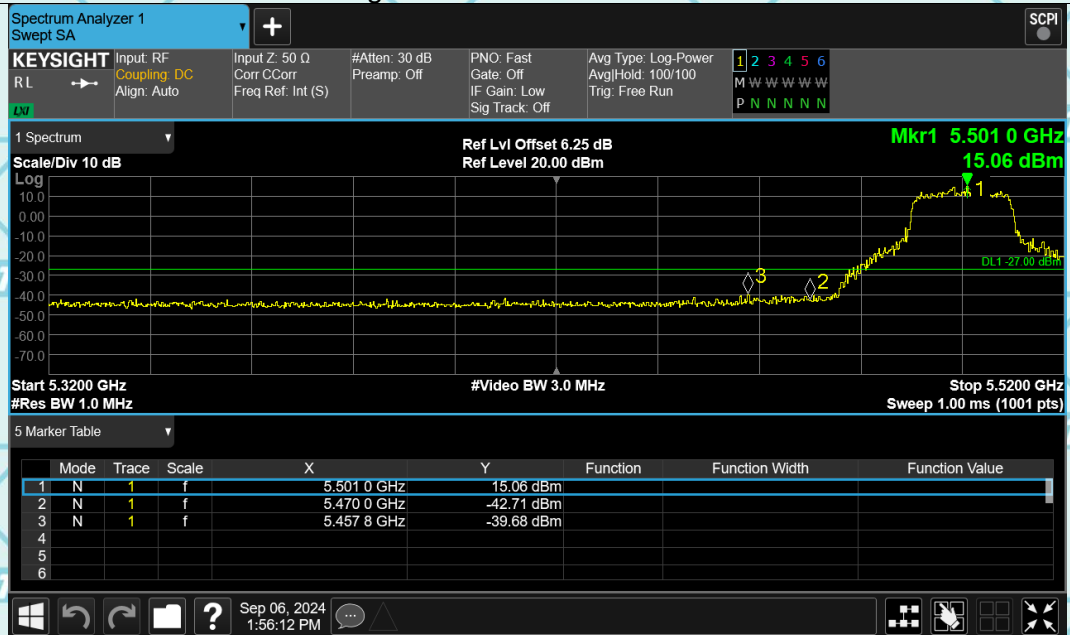 Spectrum Analyzer 1
Swept SA
+
SCPI
KEYSIGHT
RL
LXI
Input: RF
Coupling: DC
Align: Auto
Input Z: 50 Ω
Corr CCorr
Freq Ref: Int (S)
#Atten: 30 dB
Preamp: Off
PNO: Fast
Gate: Off
IF Gain: Low
Sig Track: Off
Avg Type: Log-Power
Avg|Hold: 100/100
Trig: Free Run
1 2 3 4 5 6
M W W W W W
P N N N N N
1 Spectrum
Scale/Div 10 dB
Ref Lvl Offset 6.25 dB
Ref Level 20.00 dBm
Mkr1 5.501 0 GHz
15.06 dBm
Log
10.0
0.00
-10.0
-20.0
-30.0
-40.0
-50.0
-60.0
-70.0
1
3
2
DL1 -27.00 dBm
Start 5.3200 GHz
#Res BW 1.0 MHz
#Video BW 3.0 MHz
Stop 5.5200 GHz
Sweep 1.00 ms (1001 pts)
5 Marker Table
Mode Trace Scale X Y Function Function Width Function Value
1 N 1 f 5.501 0 GHz 15.06 dBm
2 N 1 f 5.470 0 GHz -42.71 dBm
3 N 1 f 5.457 8 GHz -39.68 dBm
4
5
6
?
Sep 06, 2024
1:56:12 PM